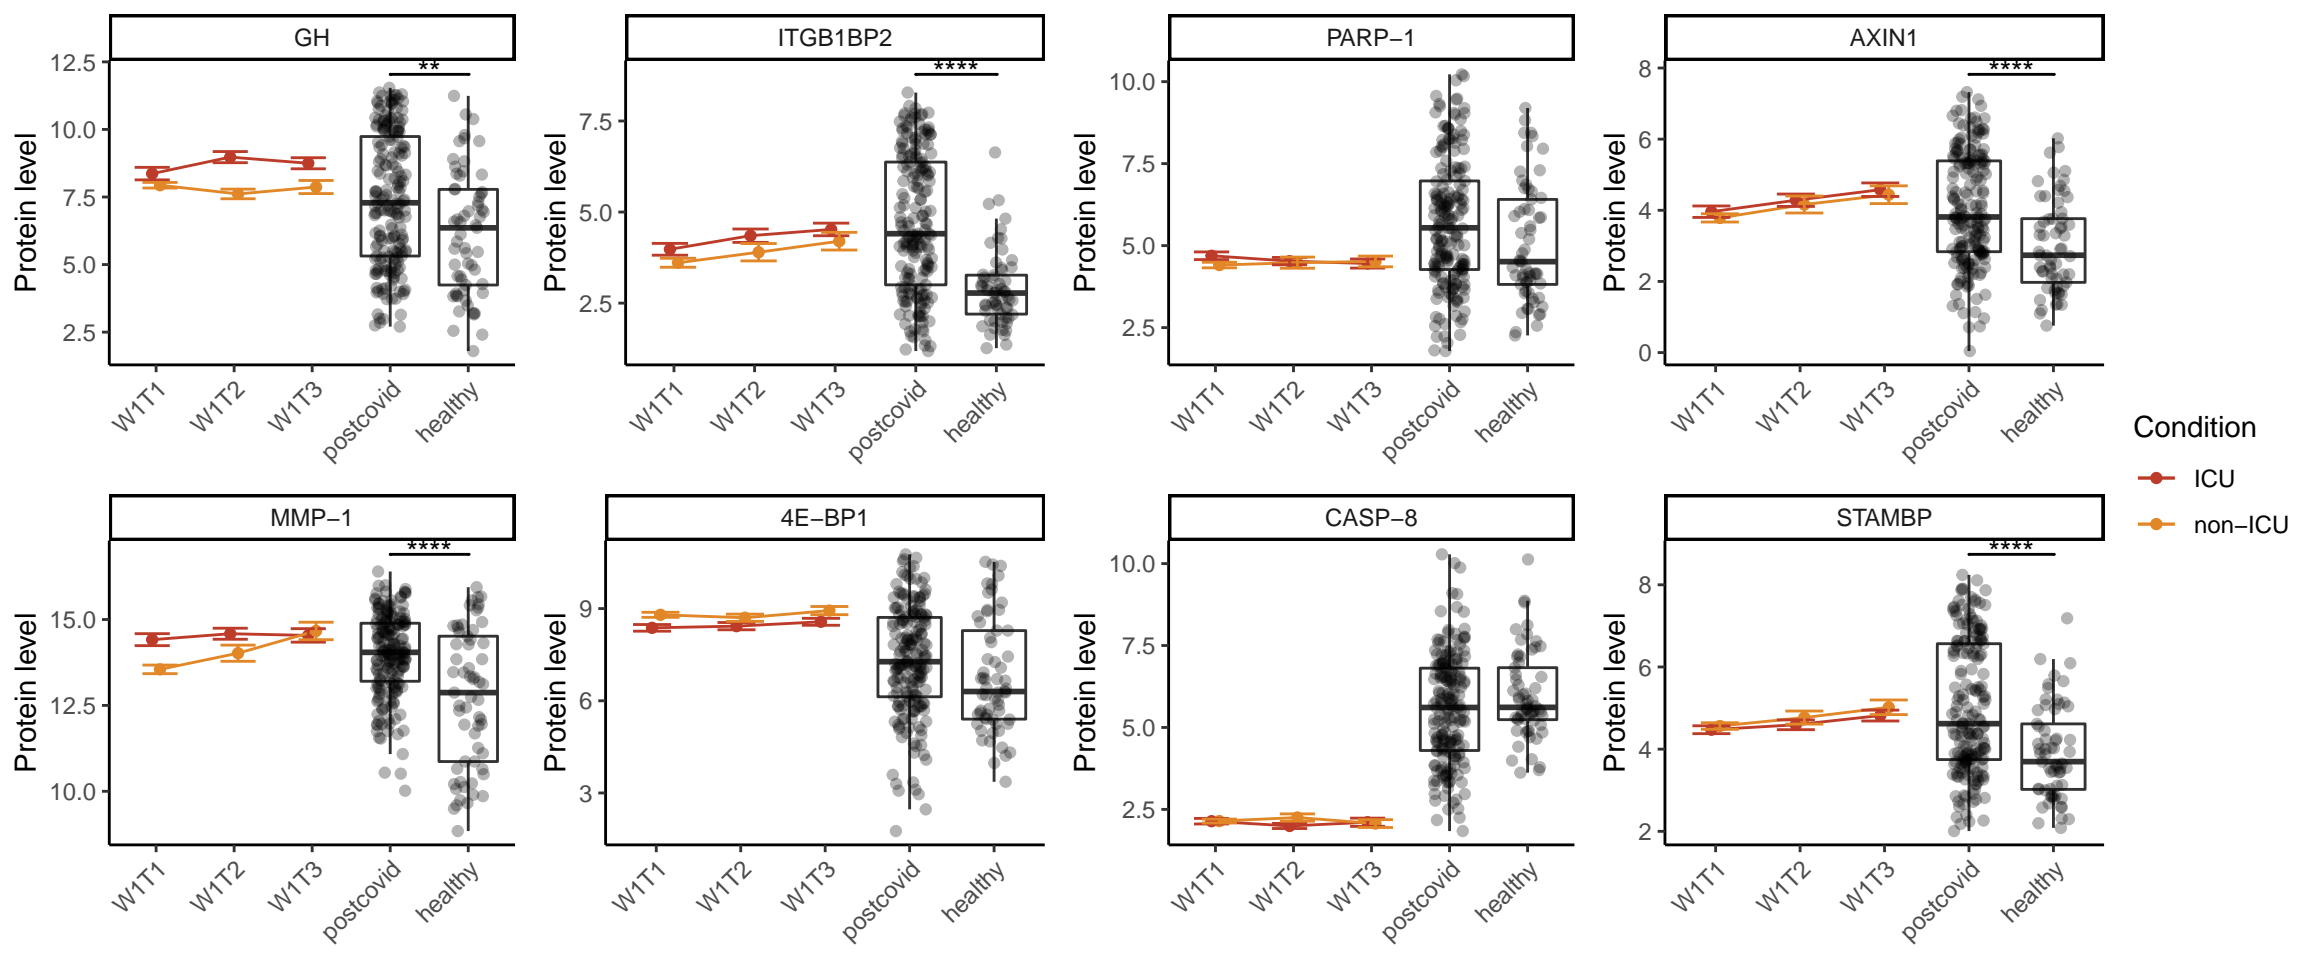 GH
ITGB1BP2
PARP−1
AXIN1
12.5
10.0
7.5
5.0
2.5
Protein level
**
W1T1
W1T2
W1T3
postcovid
healthy
7.5
5.0
2.5
Protein level
****
W1T1
W1T2
W1T3
postcovid
healthy
10.0
7.5
5.0
2.5
Protein level
W1T1
W1T2
W1T3
postcovid
healthy
8
6
4
2
0
Protein level
****
W1T1
W1T2
W1T3
postcovid
healthy
MMP−1
4E−BP1
CASP−8
STAMBP
15.0
12.5
10.0
Protein level
****
W1T1
W1T2
W1T3
postcovid
healthy
9
6
3
Protein level
W1T1
W1T2
W1T3
postcovid
healthy
10.0
7.5
5.0
2.5
Protein level
W1T1
W1T2
W1T3
postcovid
healthy
8
6
4
2
Protein level
****
W1T1
W1T2
W1T3
postcovid
healthy
Condition
ICU
non−ICU